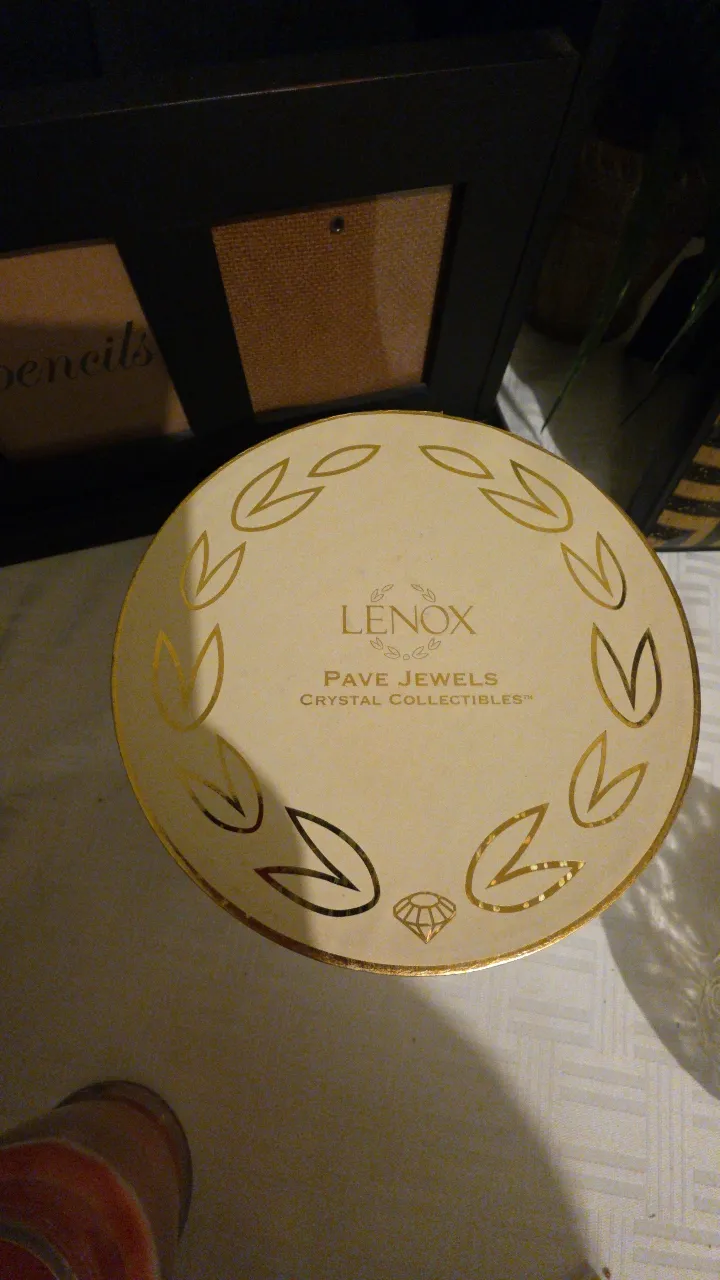 pencils
LENOX
PAVE JEWELS
CRYSTAL COLLECTIBLES™